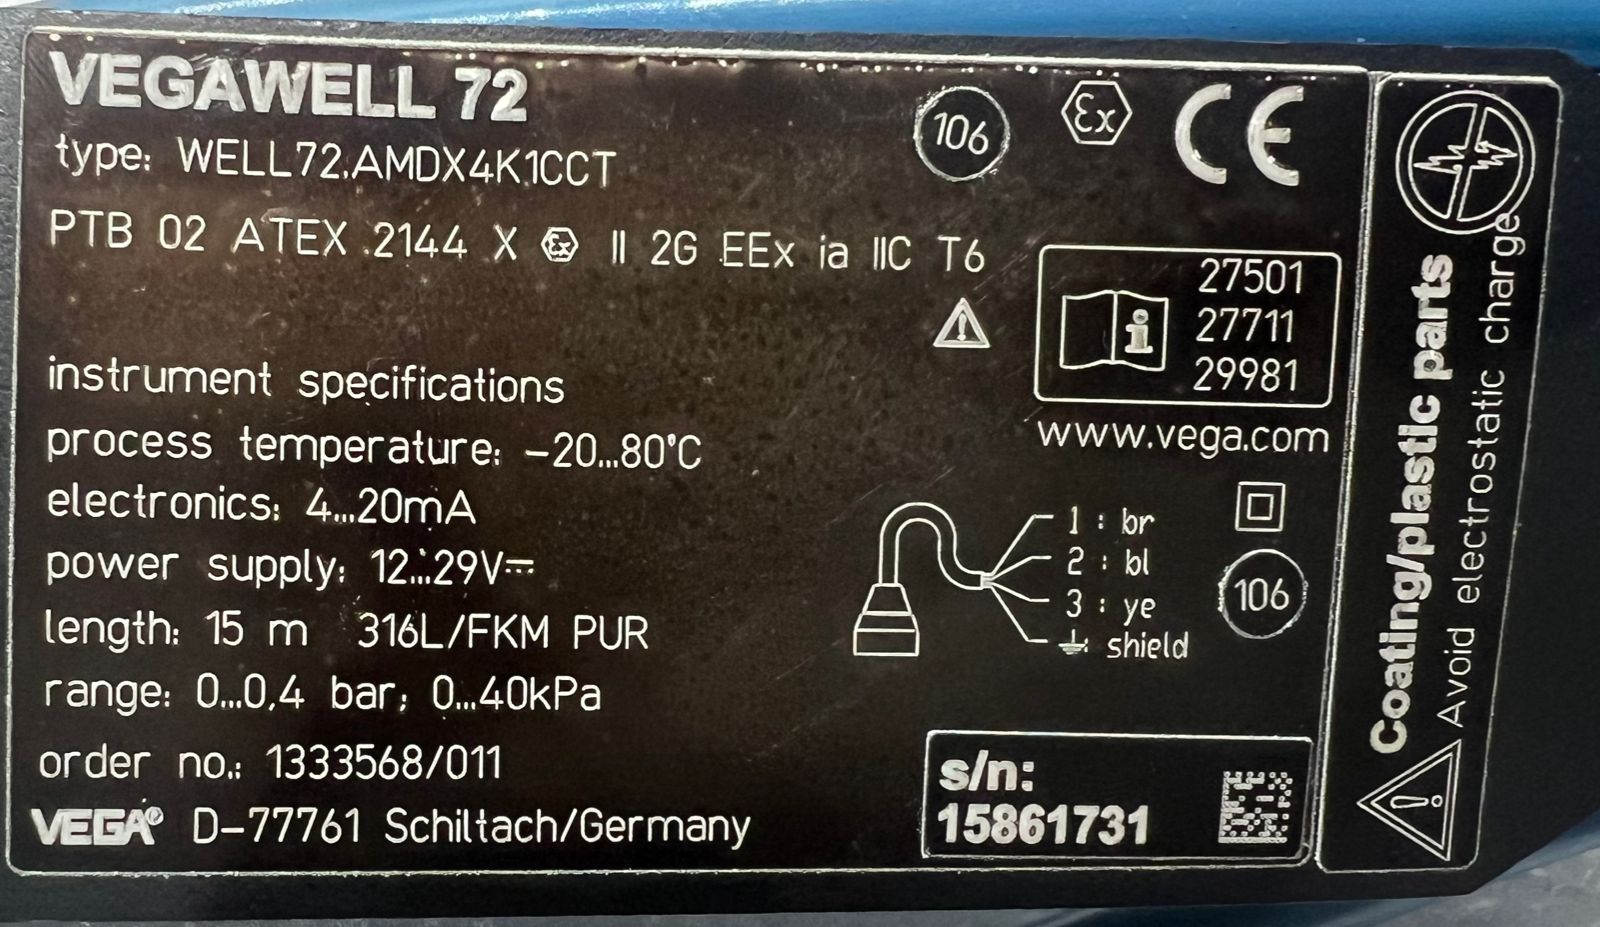 VEGAWELL 72
type: WELL72.AMDX4K1CCT
106
Ex
CE
PTB 02 ATEX 2144 X Ex II 2G EEx ia IIC T6
27501
27711
29981
www.vega.com
instrument specifications
process temperature: -20...80°C
electronics: 4...20mA
power supply: 12...29V⎓
length: 15 m 316L/FKM PUR
range: 0...0,4 bar; 0...40kPa
order no.: 1333568/011
VEGA® D-77761 Schiltach/Germany
1 : br
2 : bl
3 : ye
⏚: shield
106
s/n:
15861731
Coating/plastic parts
Avoid electrostatic charge